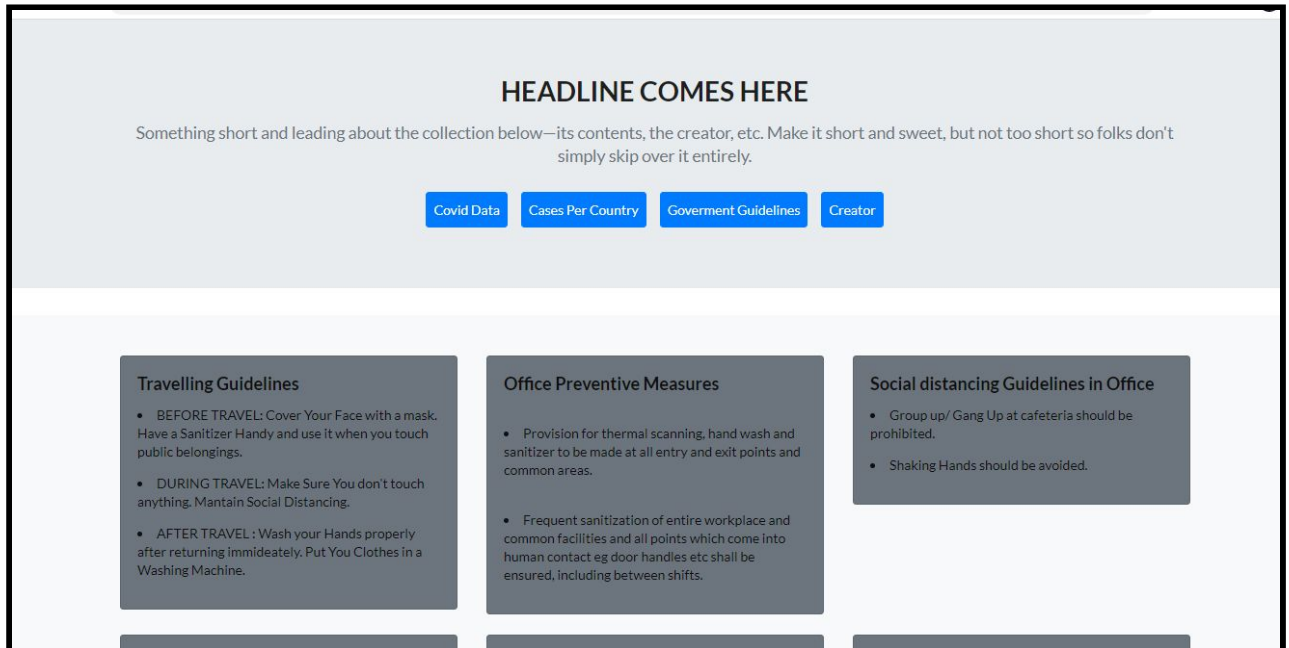 HEADLINE COMES HERE
Something short and leading about the collection below—its contents, the creator, etc. Make it short and sweet, but not too short so folks don't
simply skip over it entirely.
Covid Data
Cases Per Country
Goverment Guidelines
Creator
Travelling Guidelines
• BEFORE TRAVEL: Cover Your Face with a mask.
Have a Sanitizer Handy and use it when you touch
public belongings.
• DURING TRAVEL: Make Sure You don't touch
anything. Mantain Social Distancing.
• AFTER TRAVEL : Wash your Hands properly
after returning immideately. Put You Clothes in a
Washing Machine.
Office Preventive Measures
• Provision for thermal scanning, hand wash and
sanitizer to be made at all entry and exit points and
common areas.
• Frequent sanitization of entire workplace and
common facilities and all points which come into
human contact eg door handles etc shall be
ensured, including between shifts.
Social distancing Guidelines in Office
• Group up/ Gang Up at cafeteria should be
prohibited.
• Shaking Hands should be avoided.